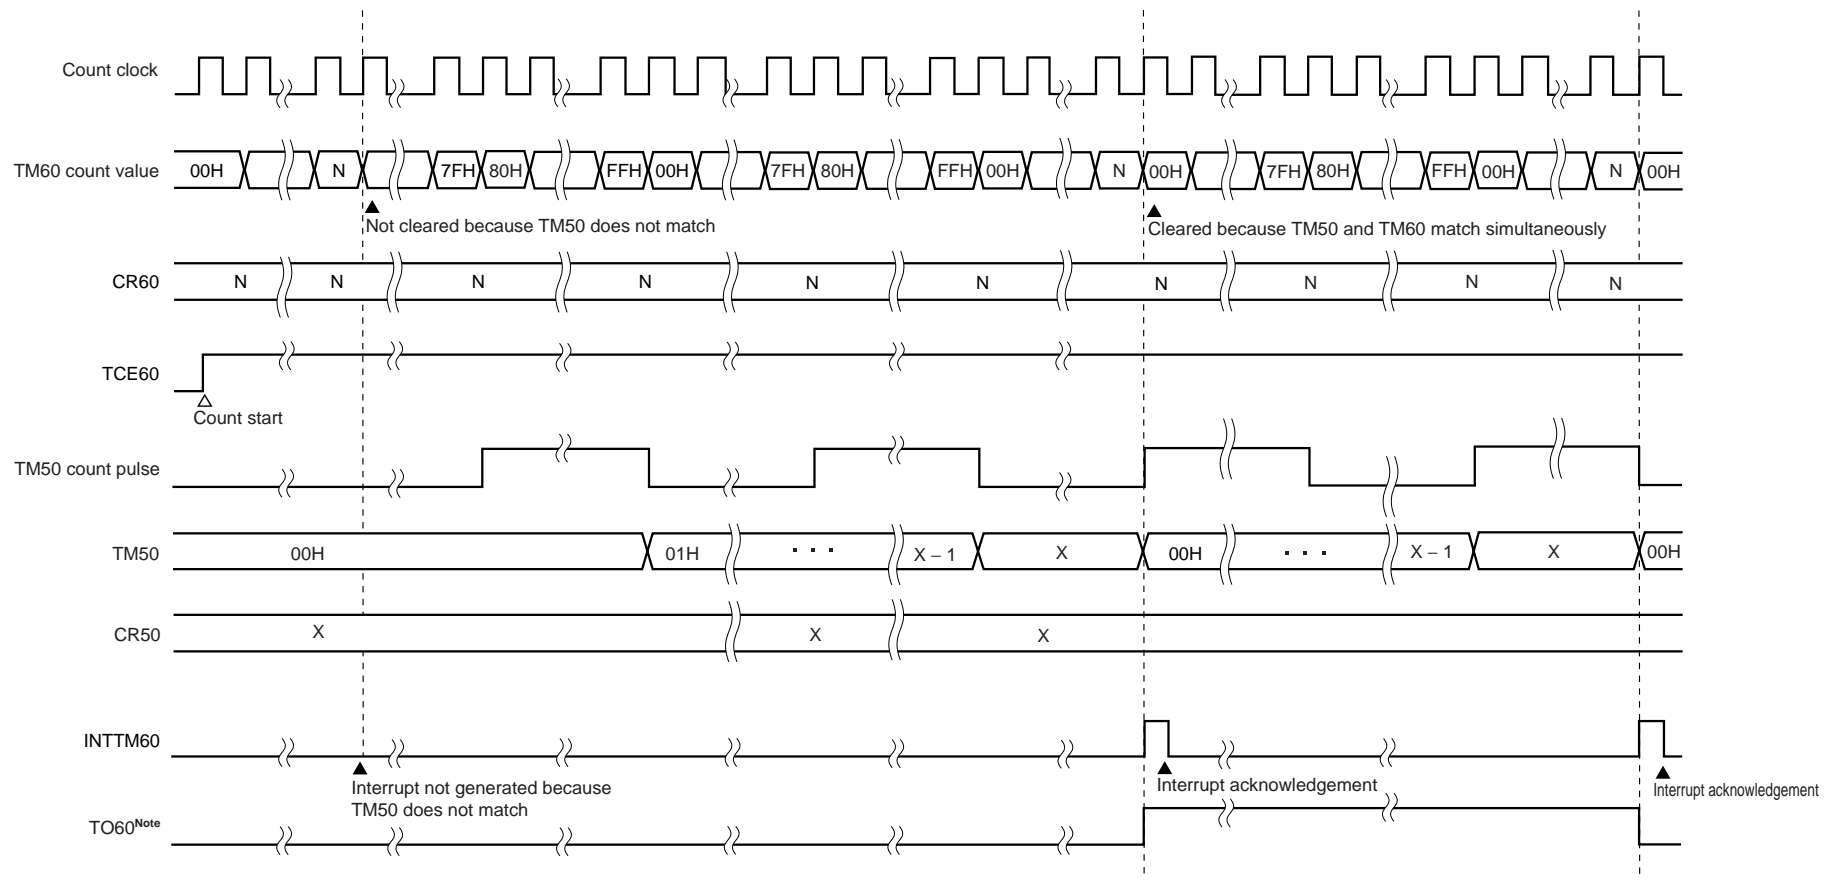 Count clock
TM60 count value 00H N 7FH 80H FFH 00H 7FH 80H FFH 00H N 00H 7FH 80H FFH 00H N 00H
Not cleared because TM50 does not match
Cleared because TM50 and TM60 match simultaneously
CR60 N N N N N N N N N N
TCE60
Count start
TM50 count pulse
TM50 00H 01H · · · X – 1 X 00H · · · X – 1 X 00H
CR50 X X X
INTTM60
Interrupt not generated because
TM50 does not match
Interrupt acknowledgement
Interrupt acknowledgement
TO60Note